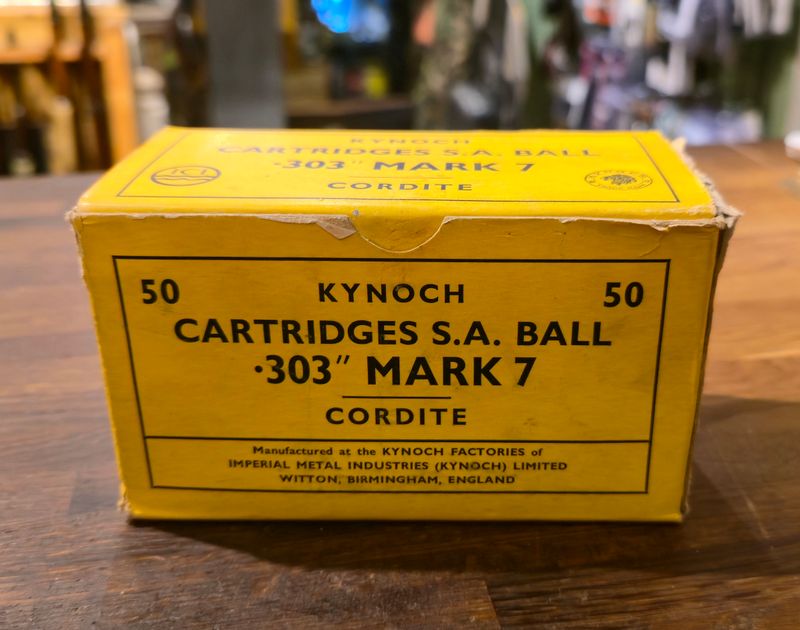 KYNOCH
CARTRIDGES S.A. BALL
·303″ MARK 7
CORDITE
ICI
50 KYNOCH 50
CARTRIDGES S.A. BALL
·303″ MARK 7
CORDITE
Manufactured at the KYNOCH FACTORIES of
IMPERIAL METAL INDUSTRIES (KYNOCH) LIMITED
WITTON, BIRMINGHAM, ENGLAND